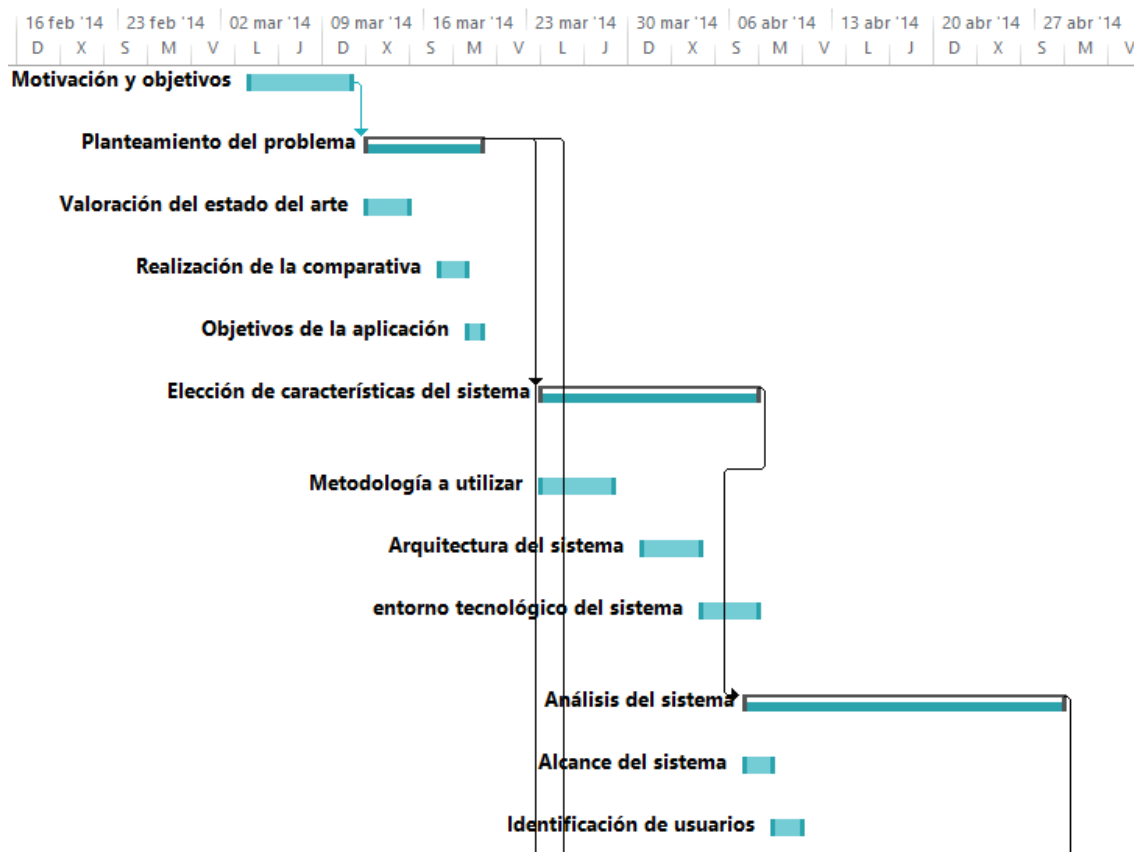 16 feb '14 23 feb '14 02 mar '14 09 mar '14 16 mar '14 23 mar '14 30 mar '14 06 abr '14 13 abr '14 20 abr '14 27 abr '14
D X S M V L J D X S M V L J D X S M V L J D X S M V
Motivación y objetivos
Planteamiento del problema
Valoración del estado del arte
Realización de la comparativa
Objetivos de la aplicación
Elección de características del sistema
Metodología a utilizar
Arquitectura del sistema
entorno tecnológico del sistema
Análisis del sistema
Alcance del sistema
Identificación de usuarios